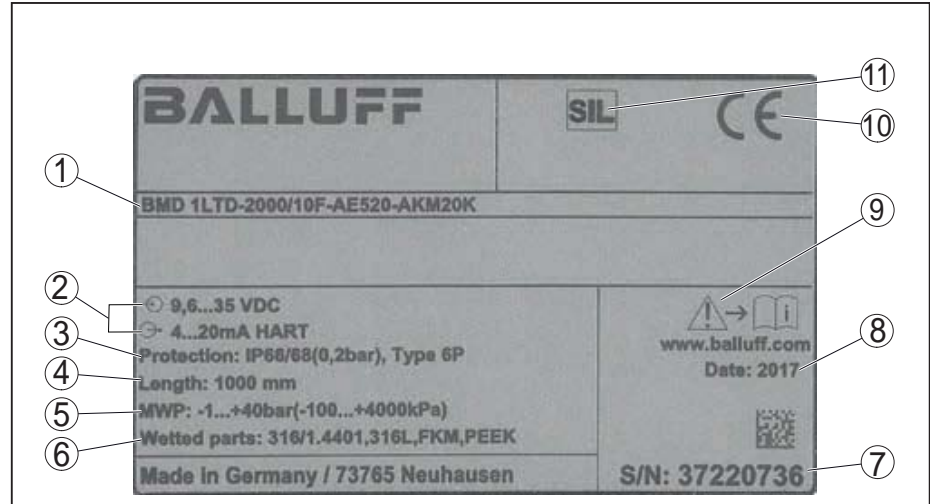 BALLUFF
SIL
CE
11
10
1
BMD 1LTD-2000/10F-AE520-AKM20K
9
2
9,6...35 VDC
4...20mA HART
3
Protection: IP66/68(0,2bar), Type 6P
4
Length: 1000 mm
5
MWP: -1...+40bar(-100...+4000kPa)
6
Wetted parts: 316/1.4401,316L,FKM,PEEK
i
www.balluff.com
8
Date: 2017
Made in Germany / 73765 Neuhausen
S/N: 37220736
7